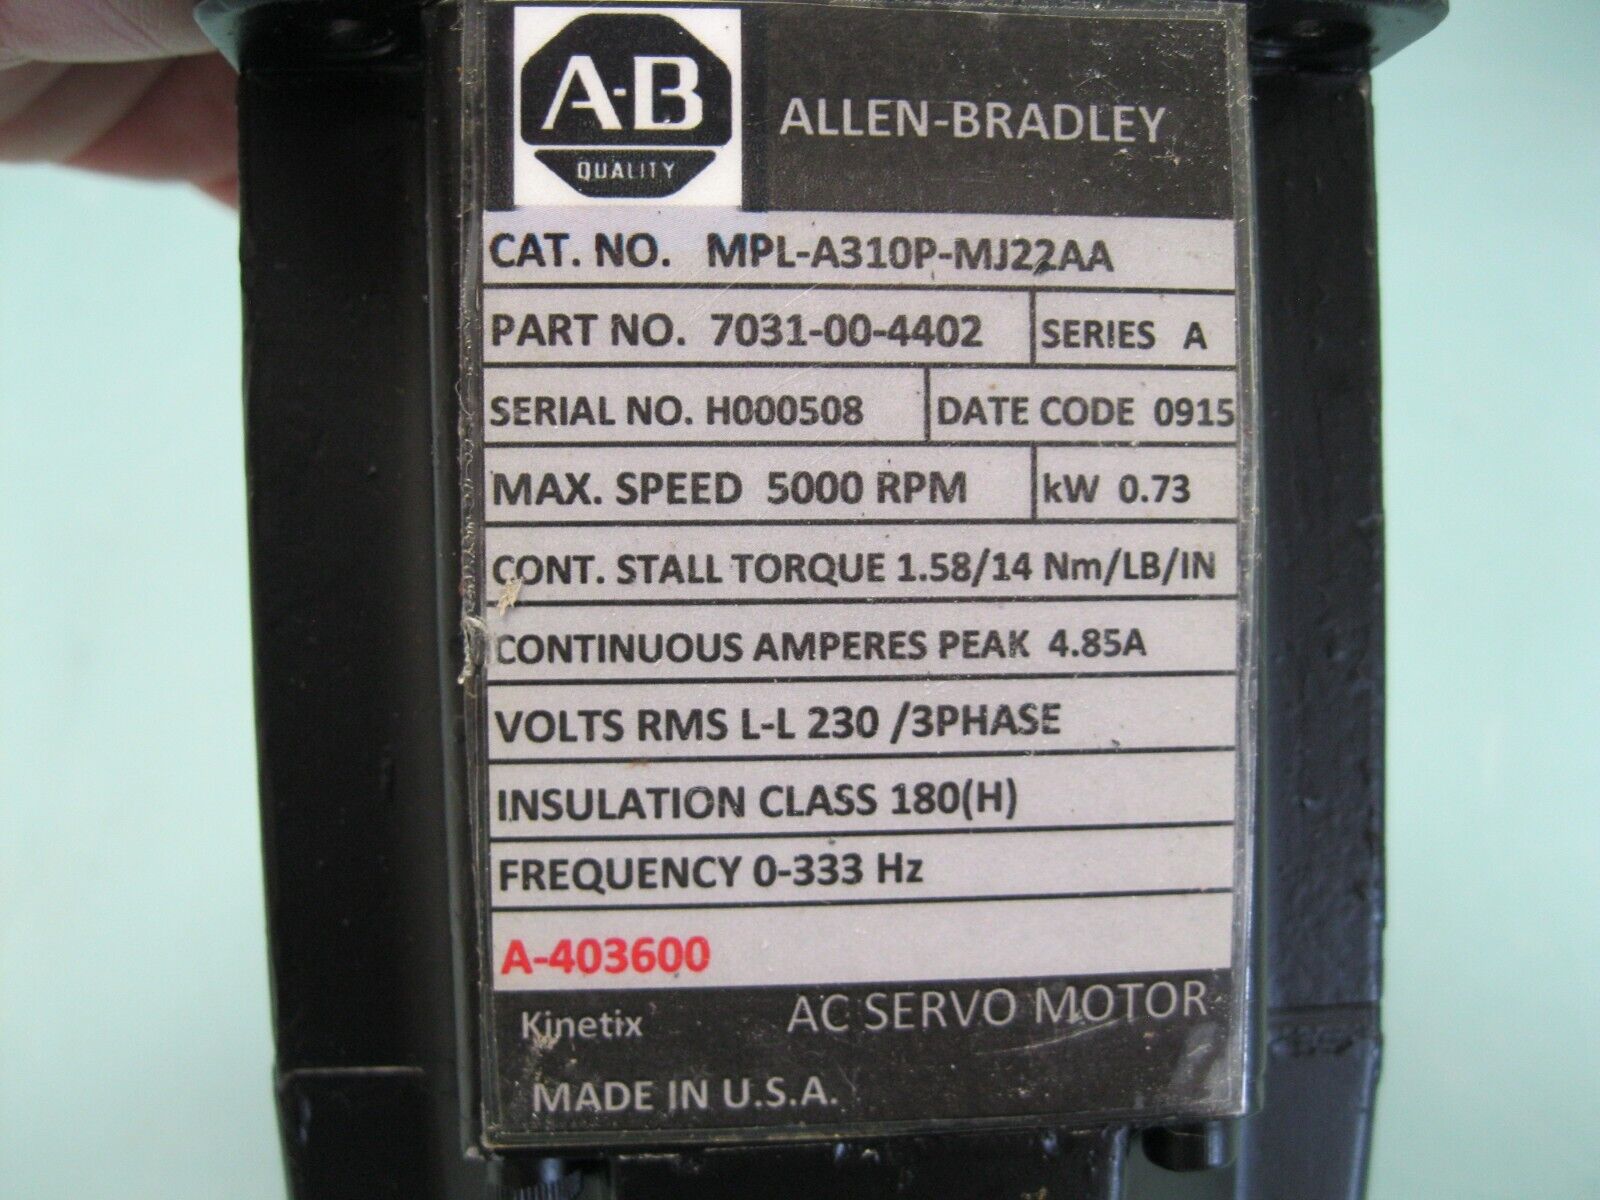 A-B
QUALITY
ALLEN-BRADLEY
CAT. NO. MPL-A310P-MJ22AA
PART NO. 7031-00-4402 SERIES A
SERIAL NO. H000508 DATE CODE 0915
MAX. SPEED 5000 RPM kW 0.73
CONT. STALL TORQUE 1.58/14 Nm/LB/IN
CONTINUOUS AMPERES PEAK 4.85A
VOLTS RMS L-L 230 /3PHASE
INSULATION CLASS 180(H)
FREQUENCY 0-333 Hz
A-403600
Kinetix AC SERVO MOTOR
MADE IN U.S.A.